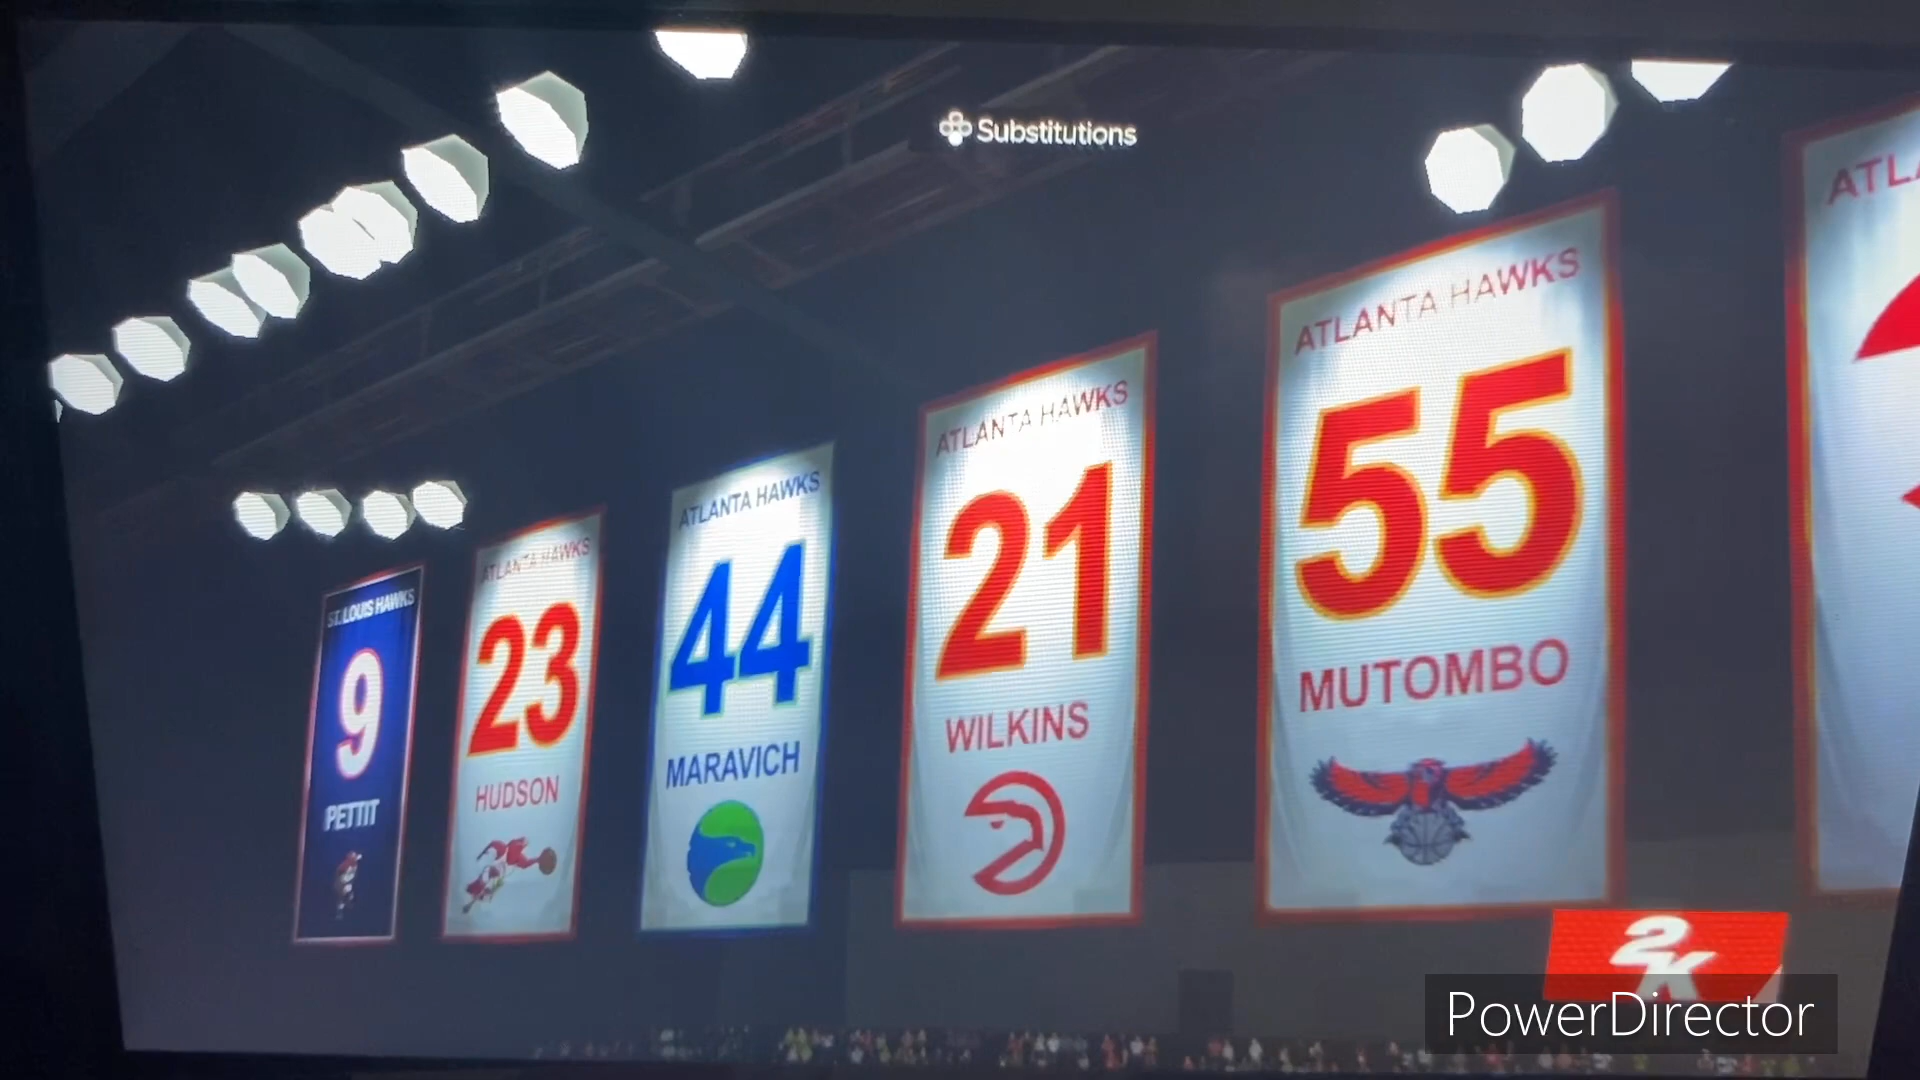 Substitutions
ST. LOUIS HAWKS
9
PETTIT
ATLANTA HAWKS
23
HUDSON
ATLANTA HAWKS
44
MARAVICH
ATLANTA HAWKS
21
WILKINS
ATLANTA HAWKS
55
MUTOMBO
ATLA
2K
PowerDirector